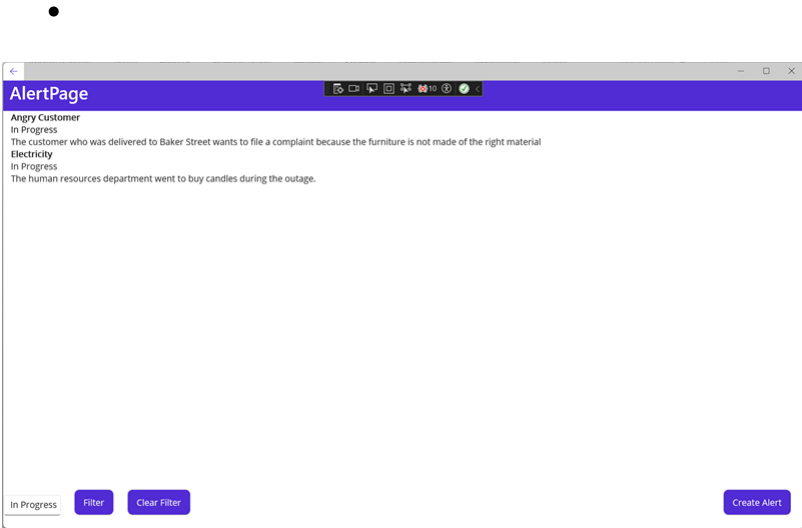 AlertPage
10
Angry Customer
In Progress
The customer who was delivered to Baker Street wants to file a complaint because the furniture is not made of the right material
Electricity
In Progress
The human resources department went to buy candles during the outage.
In Progress
Filter
Clear Filter
Create Alert